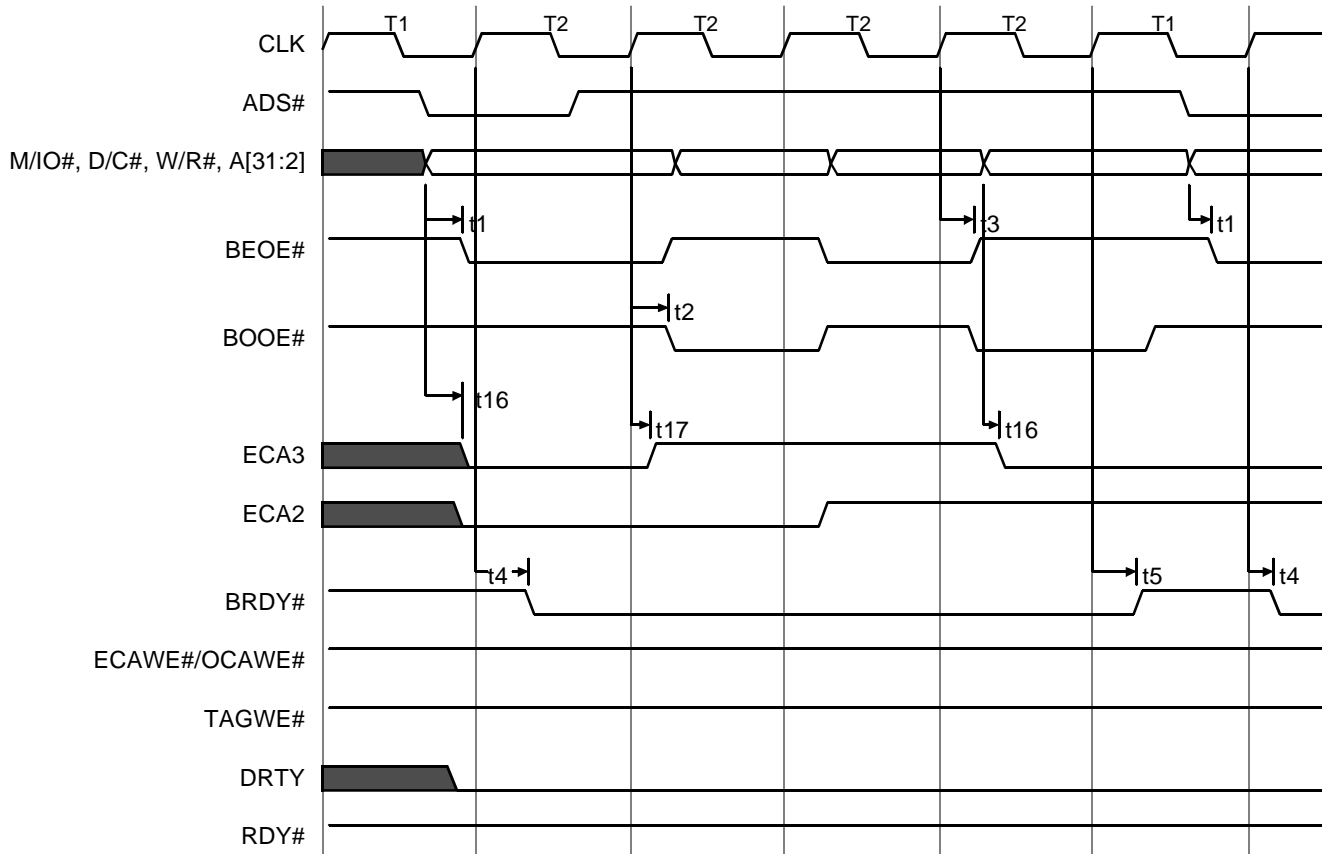 T1 T2 T2 T2 T2 T1
CLK
ADS#
M/IO#, D/C#, W/R#, A[31:2]
t1 t3 t1
BEOE#
t2
BOOE#
t16
t17 t16
ECA3
ECA2
t4 t5 t4
BRDY#
ECAWE#/OCAWE#
TAGWE#
DRTY
RDY#